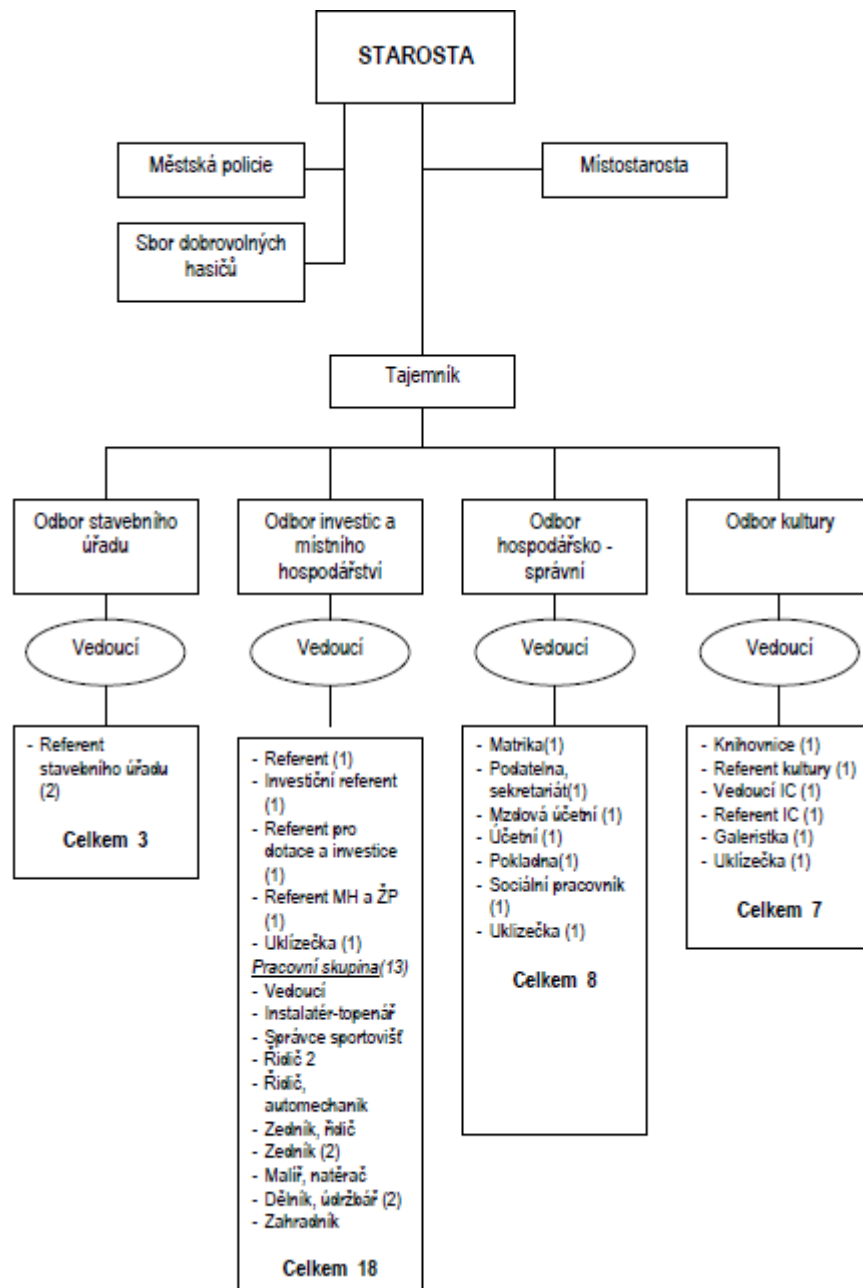 STAROSTA
Městská policie
Místostarosta
Sbor dobrovolných
hasičů
Tajemník
Odbor stavebního
úřadu
Odbor investic a
místního
hospodářství
Odbor
hospodářsko -
správní
Odbor kultury
Vedoucí
Vedoucí
Vedoucí
Vedoucí
- Referent
stavebního úřadu
(2)
Celkem 3
- Referent (1)
- Investiční referent
(1)
- Referent pro
dotace a investice
(1)
- Referent MH a ŽP
(1)
- Uklízečka (1)
Pracovní skupina(13)
- Vedoucí
- Instalatér-topenář
- Správce sportovišť
- Řidič 2
- Řidič,
automechanik
- Zedník, řidič
- Zedník (2)
- Malíř, natěrač
- Dělník, údržbář (2)
- Zahradník
Celkem 18
- Matrika(1)
- Podatelna,
sekretariát(1)
- Mzdová účetní (1)
- Účetní (1)
- Pokladna(1)
- Sociální pracovník
(1)
- Uklízečka (1)
Celkem 8
- Knihovnice (1)
- Referent kultury (1)
- Vedoucí IC (1)
- Referent IC (1)
- Galeristka (1)
- Uklízečka (1)
Celkem 7